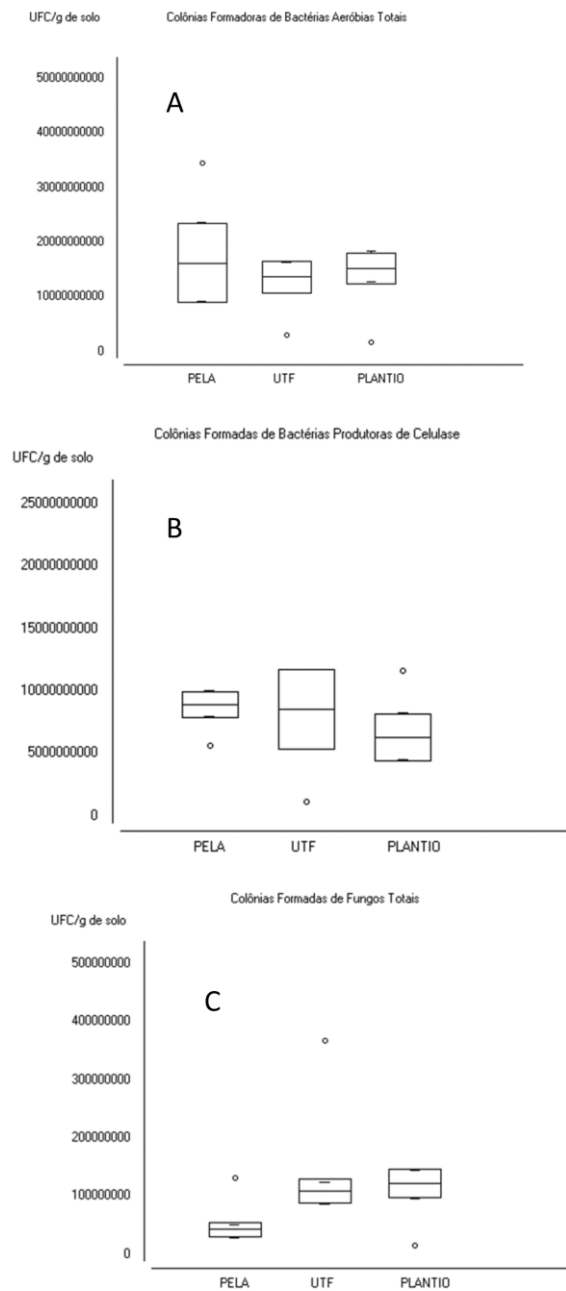 UFC/g de solo
Colônias Formadoras de Bactérias Aeróbias Totais
A
50000000000
40000000000
30000000000
20000000000
10000000000
0
PELA UTF PLANTIO
Colônias Formadas de Bactérias Produtoras de Celulase
UFC/g de solo
B
25000000000
20000000000
15000000000
10000000000
5000000000
0
PELA UTF PLANTIO
Colônias Formadas de Fungos Totais
UFC/g de solo
C
500000000
400000000
300000000
200000000
100000000
0
PELA UTF PLANTIO